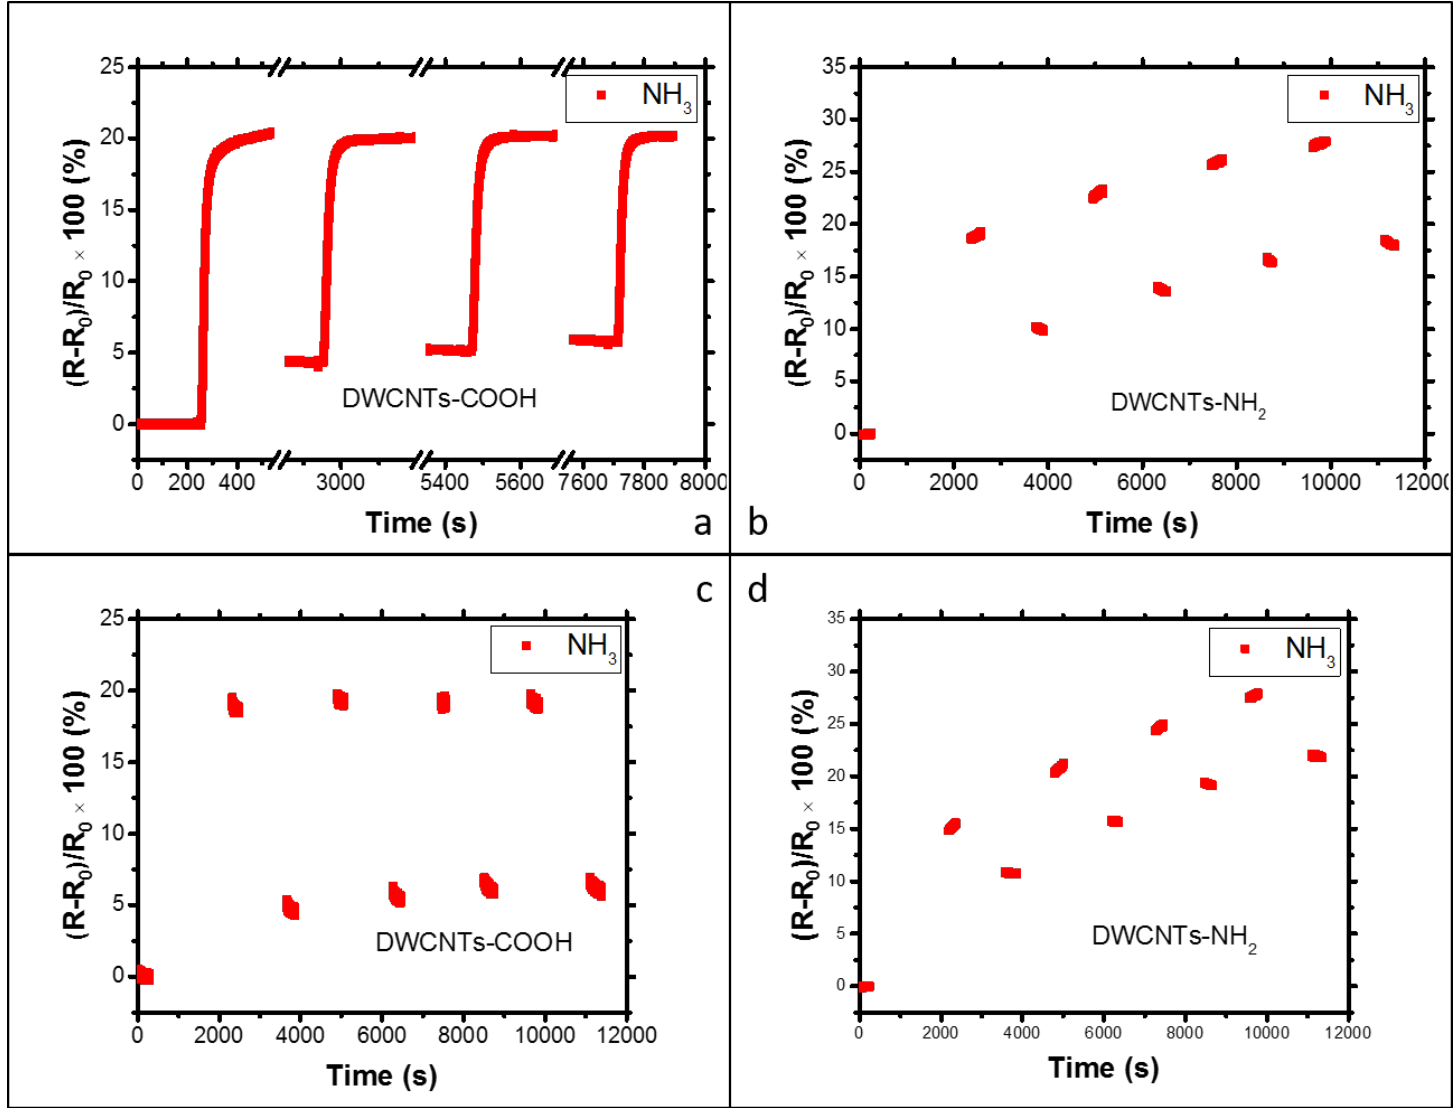 25
20
15
10
5
0
(R-R₀)/R₀ × 100 (%)
NH₃
DWCNTs-COOH
0 200 400 3000 5400 5600 7600 7800 8000
Time (s)
a
35
30
25
20
15
10
5
0
(R-R₀)/R₀ × 100 (%)
NH₃
DWCNTs-NH₂
0 2000 4000 6000 8000 10000 12000
Time (s)
b
c
25
20
15
10
5
0
(R-R₀)/R₀ × 100 (%)
NH₃
DWCNTs-COOH
0 2000 4000 6000 8000 10000 12000
Time (s)
d
35
30
25
20
15
10
5
0
(R-R₀)/R₀ × 100 (%)
NH₃
DWCNTs-NH₂
0 2000 4000 6000 8000 10000 12000
Time (s)